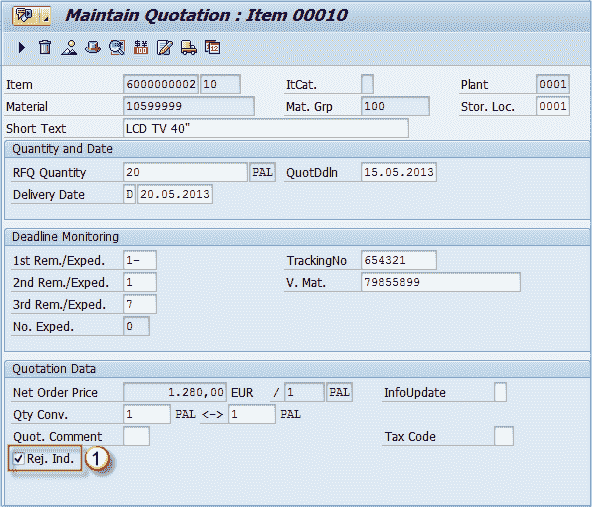 Maintain Quotation : Item 00010
Item 6000000002 10 ItCat. Plant 0001
Material 10599999 Mat. Grp 100 Stor. Loc. 0001
Short Text LCD TV 40"
Quantity and Date
RFQ Quantity 20 PAL QuotDdln 15.05.2013
Delivery Date D 20.05.2013
Deadline Monitoring
1st Rem./Exped. 1- TrackingNo 654321
2nd Rem./Exped. 1 V. Mat. 79855899
3rd Rem./Exped. 7
No. Exped. 0
Quotation Data
Net Order Price 1.280,00 EUR / 1 PAL InfoUpdate
Qty Conv. 1 PAL <-> 1 PAL
Quot. Comment Tax Code
Rej. Ind. 1